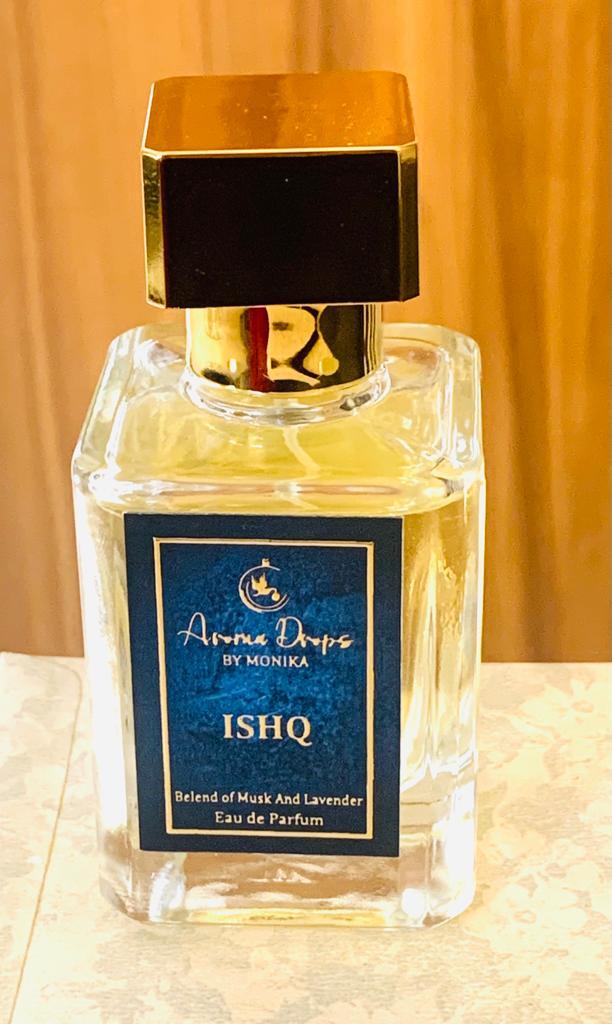 Aroma Drops
BY MONIKA
ISHQ
Belend of Musk And Lavender
Eau de Parfum